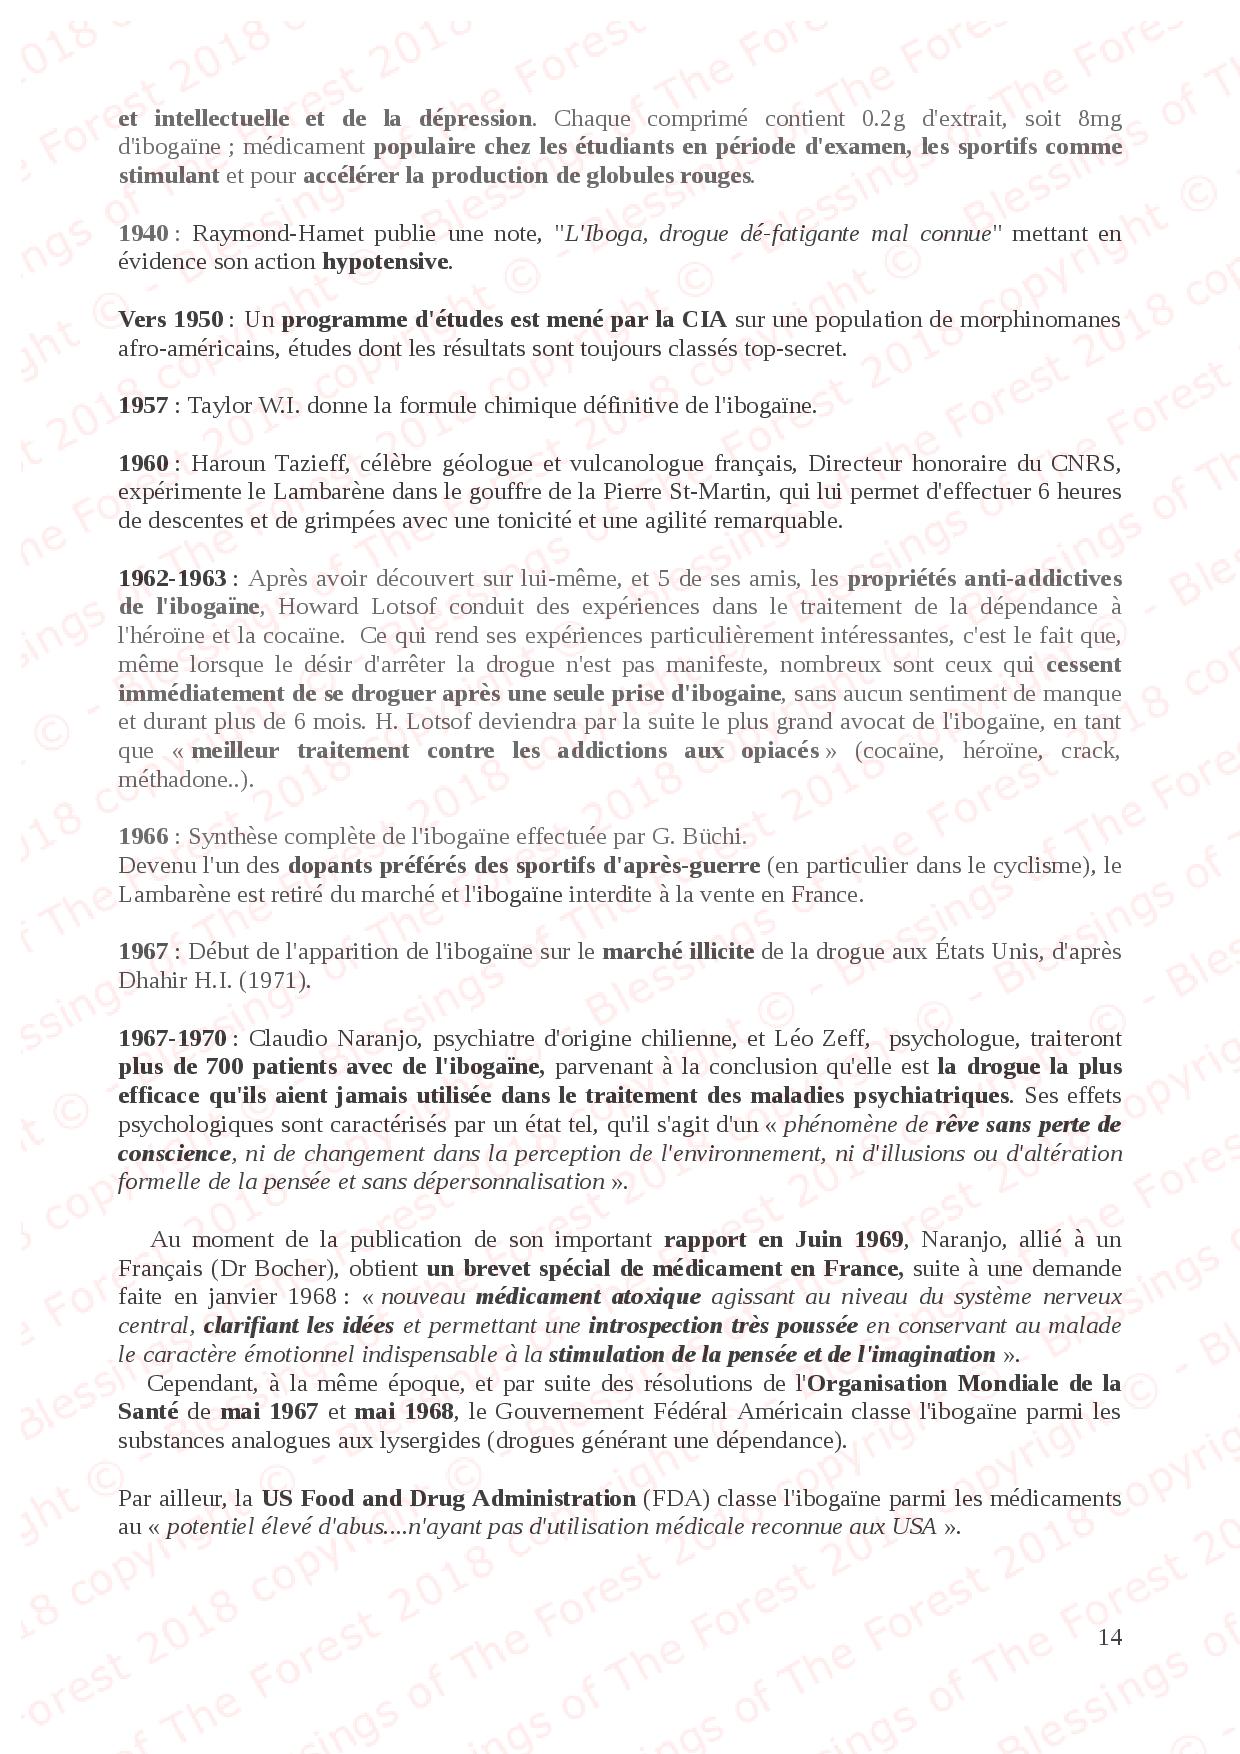 et intellectuelle et de la dépression. Chaque comprimé contient 0.2g d'extrait, soit 8mg
d'ibogaïne ; médicament populaire chez les étudiants en période d'examen, les sportifs comme
stimulant et pour accélérer la production de globules rouges.
1940 : Raymond-Hamet publie une note, "L'Iboga, drogue dé-fatigante mal connue" mettant en
évidence son action hypotensive.
Vers 1950 : Un programme d'études est mené par la CIA sur une population de morphinomanes
afro-américains, études dont les résultats sont toujours classés top-secret.
1957 : Taylor W.I. donne la formule chimique définitive de l'ibogaïne.
1960 : Haroun Tazieff, célèbre géologue et vulcanologue français, Directeur honoraire du CNRS,
expérimente le Lambarène dans le gouffre de la Pierre St-Martin, qui lui permet d'effectuer 6 heures
de descentes et de grimpées avec une tonicité et une agilité remarquable.
1962-1963 : Après avoir découvert sur lui-même, et 5 de ses amis, les propriétés anti-addictives
de l'ibogaïne, Howard Lotsof conduit des expériences dans le traitement de la dépendance à
l'héroïne et la cocaïne. Ce qui rend ses expériences particulièrement intéressantes, c'est le fait que,
même lorsque le désir d'arrêter la drogue n'est pas manifeste, nombreux sont ceux qui cessent
immédiatement de se droguer après une seule prise d'ibogaine, sans aucun sentiment de manque
et durant plus de 6 mois. H. Lotsof deviendra par la suite le plus grand avocat de l'ibogaïne, en tant
que « meilleur traitement contre les addictions aux opiacés » (cocaïne, héroïne, crack,
méthadone..).
1966 : Synthèse complète de l'ibogaïne effectuée par G. Büchi.
Devenu l'un des dopants préférés des sportifs d'après-guerre (en particulier dans le cyclisme), le
Lambarène est retiré du marché et l'ibogaïne interdite à la vente en France.
1967 : Début de l'apparition de l'ibogaïne sur le marché illicite de la drogue aux États Unis, d'après
Dhahir H.I. (1971).
1967-1970 : Claudio Naranjo, psychiatre d'origine chilienne, et Léo Zeff, psychologue, traiteront
plus de 700 patients avec de l'ibogaïne, parvenant à la conclusion qu'elle est la drogue la plus
efficace qu'ils aient jamais utilisée dans le traitement des maladies psychiatriques. Ses effets
psychologiques sont caractérisés par un état tel, qu'il s'agit d'un « phénomène de rêve sans perte de
conscience, ni de changement dans la perception de l'environnement, ni d'illusions ou d'altération
formelle de la pensée et sans dépersonnalisation ».
Au moment de la publication de son important rapport en Juin 1969, Naranjo, allié à un
Français (Dr Bocher), obtient un brevet spécial de médicament en France, suite à une demande
faite en janvier 1968 : « nouveau médicament atoxique agissant au niveau du système nerveux
central, clarifiant les idées et permettant une introspection très poussée en conservant au malade
le caractère émotionnel indispensable à la stimulation de la pensée et de l'imagination ».
Cependant, à la même époque, et par suite des résolutions de l'Organisation Mondiale de la
Santé de mai 1967 et mai 1968, le Gouvernement Fédéral Américain classe l'ibogaïne parmi les
substances analogues aux lysergides (drogues générant une dépendance).
Par ailleur, la US Food and Drug Administration (FDA) classe l'ibogaïne parmi les médicaments
au « potentiel élevé d'abus....n'ayant pas d'utilisation médicale reconnue aux USA ».
14